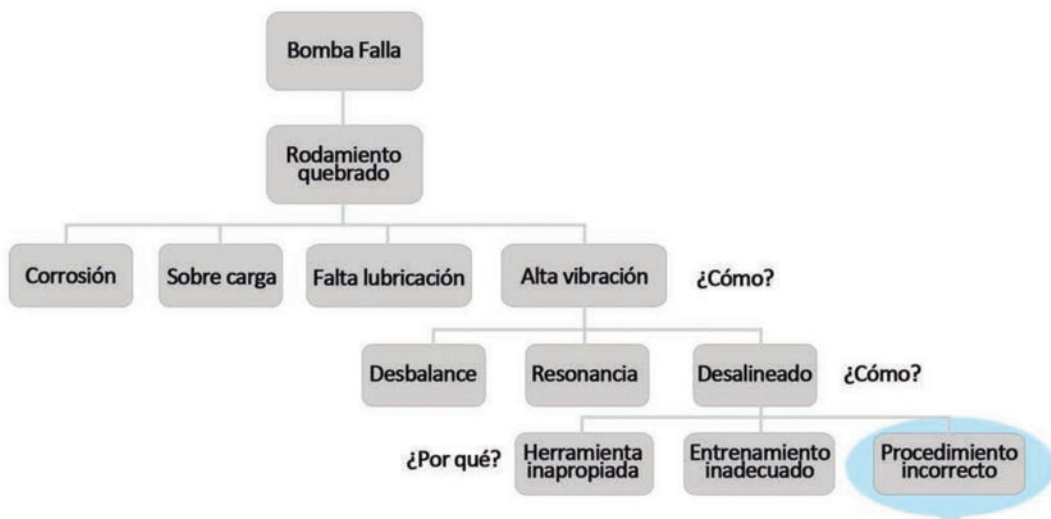 Bomba Falla
Rodamiento
quebrado
Corrosión
Sobre carga
Falta lubricación
Alta vibración
¿Cómo?
Desbalance
Resonancia
Desalineado
¿Cómo?
¿Por qué?
Herramienta
inapropiada
Entrenamiento
inadecuado
Procedimiento
incorrecto